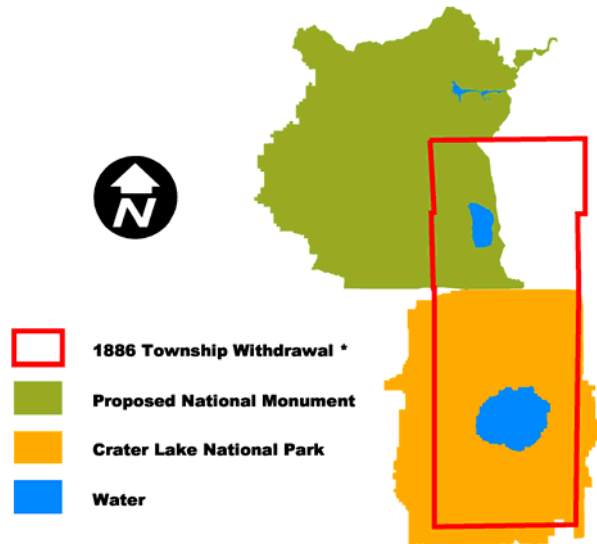 N
1886 Township Withdrawal *
Proposed National Monument
Crater Lake National Park
Water